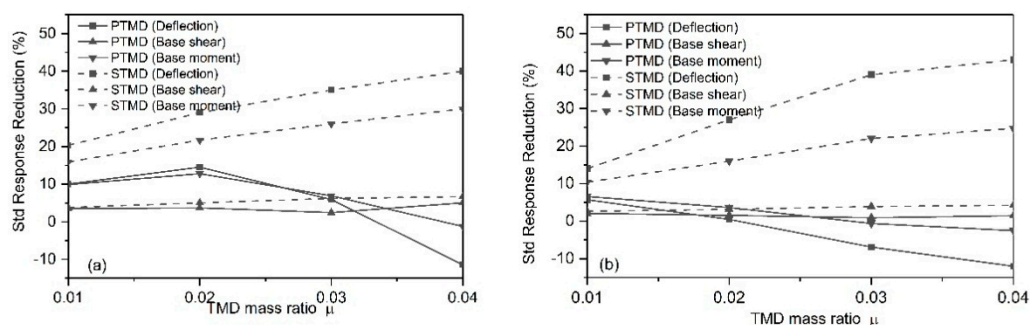 Std Response Reduction (%)
50
40
30
20
10
0
-10
PTMD (Deflection)
PTMD (Base shear)
PTMD (Base moment)
STMD (Deflection)
STMD (Base shear)
STMD (Base moment)
(a)
0.01
0.02
0.03
0.04
TMD mass ratio μ
Std Response Reduction (%)
50
40
30
20
10
0
-10
PTMD (Deflection)
PTMD (Base shear)
PTMD (Base moment)
STMD (Deflection)
STMD (Base shear)
STMD (Base moment)
(b)
0.01
0.02
0.03
0.04
TMD mass ratio μ